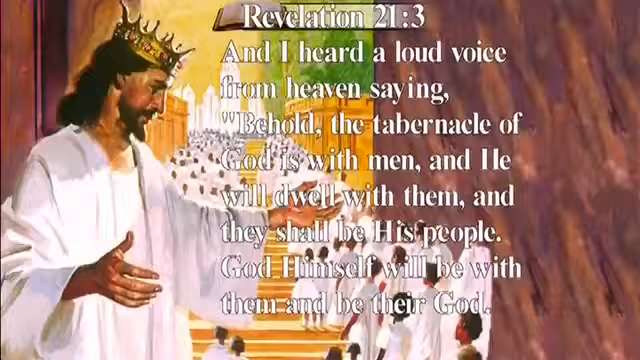 Revelation 21:3
And I heard a loud voice
from heaven saying,
"Behold, the tabernacle of
God is with men, and He
will dwell with them, and
they shall be His people.
God Himself will be with
them and be their God.